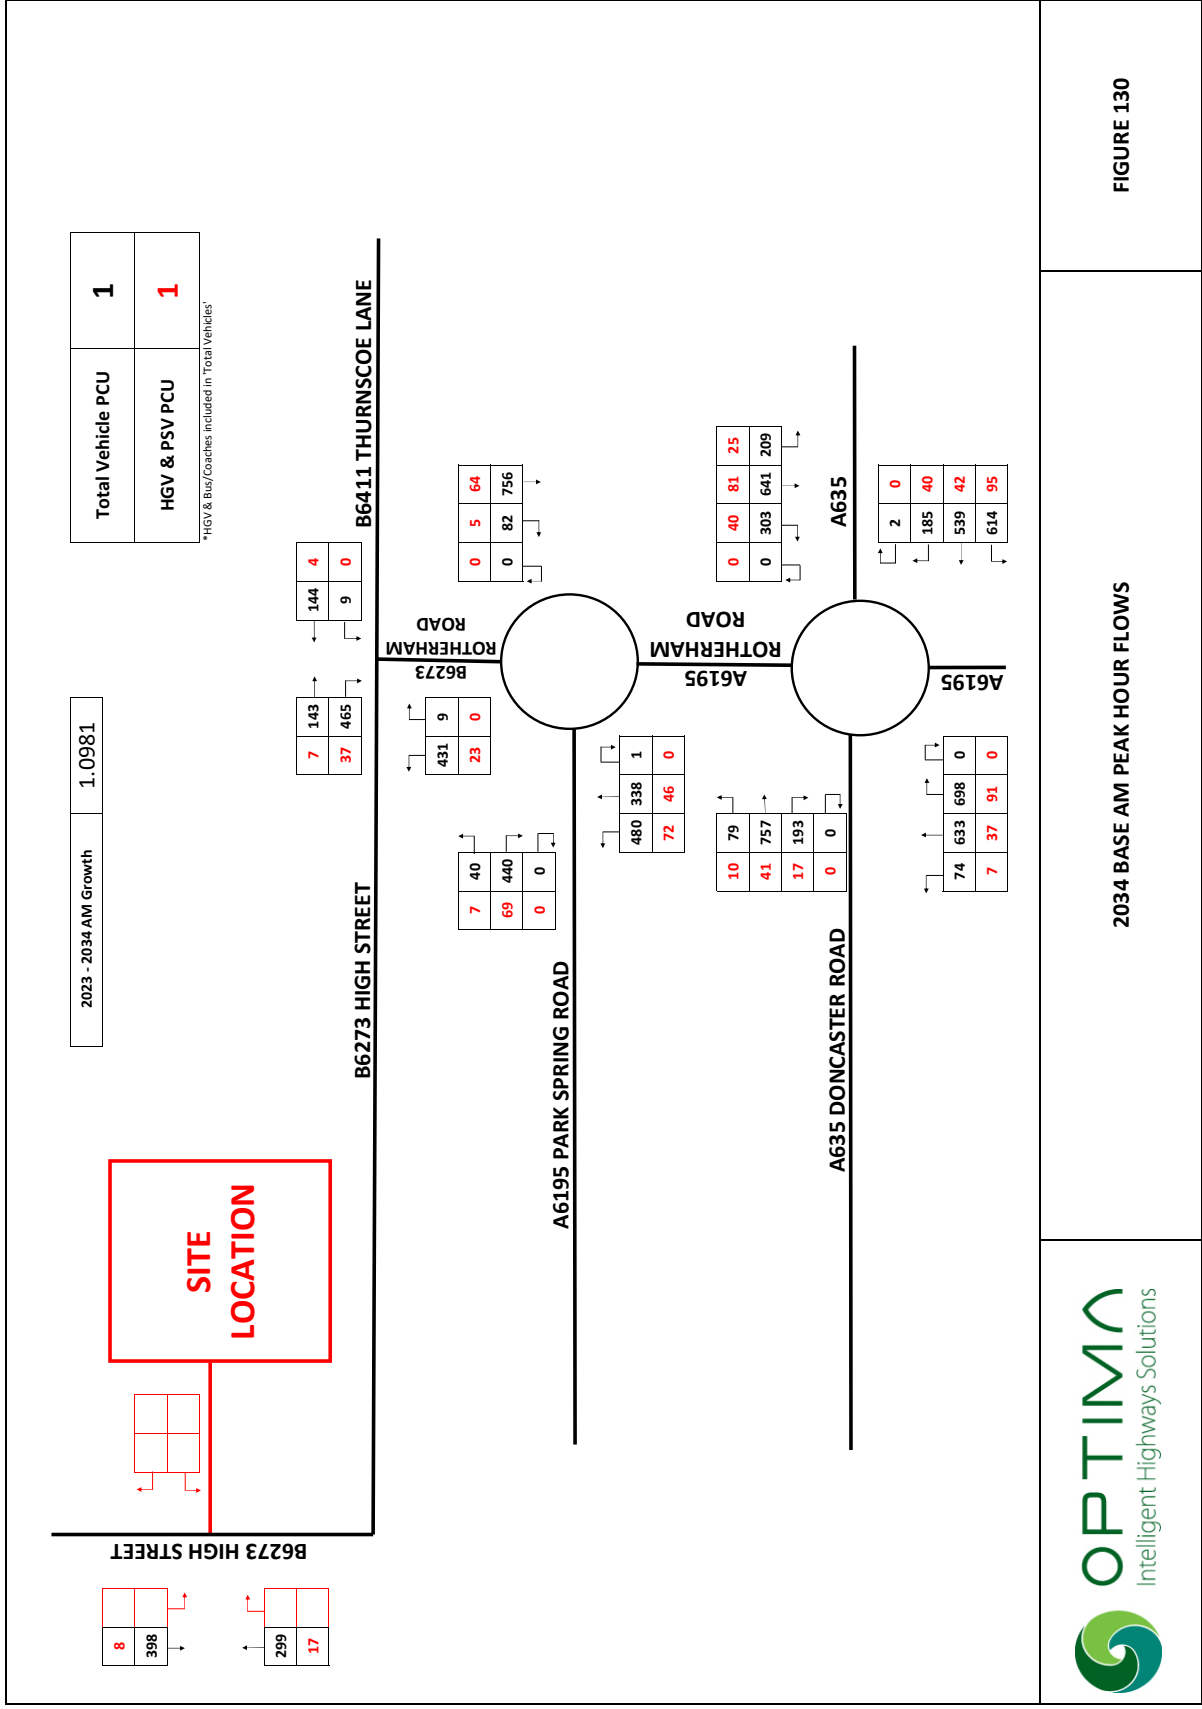 2023 - 2034 AM Growth 1.0981
Total Vehicle PCU 1
HGV & PSV PCU 1
*HGV & Bus/Coaches included in 'Total Vehicles'
SITE
LOCATION
B6273 HIGH STREET
8
398
299
17
B6273 HIGH STREET
B6411 THURNSCOE LANE
7 143
37 465
144 4
9 0
B6273
ROTHERHAM
ROAD
431 9
23 0
0 5 64
0 82 756
7 40
69 440
0 0
A6195 PARK SPRING ROAD
480 338 1
72 46 0
A6195
ROTHERHAM
ROAD
0 40 81 25
0 303 641 209
10 79
41 757
17 193
0 0
A635 DONCASTER ROAD
A635
2 0
185 40
539 42
614 95
74 633 698 0
7 37 91 0
A6195
OPTIMA
Intelligent Highways Solutions
2034 BASE AM PEAK HOUR FLOWS
FIGURE 130